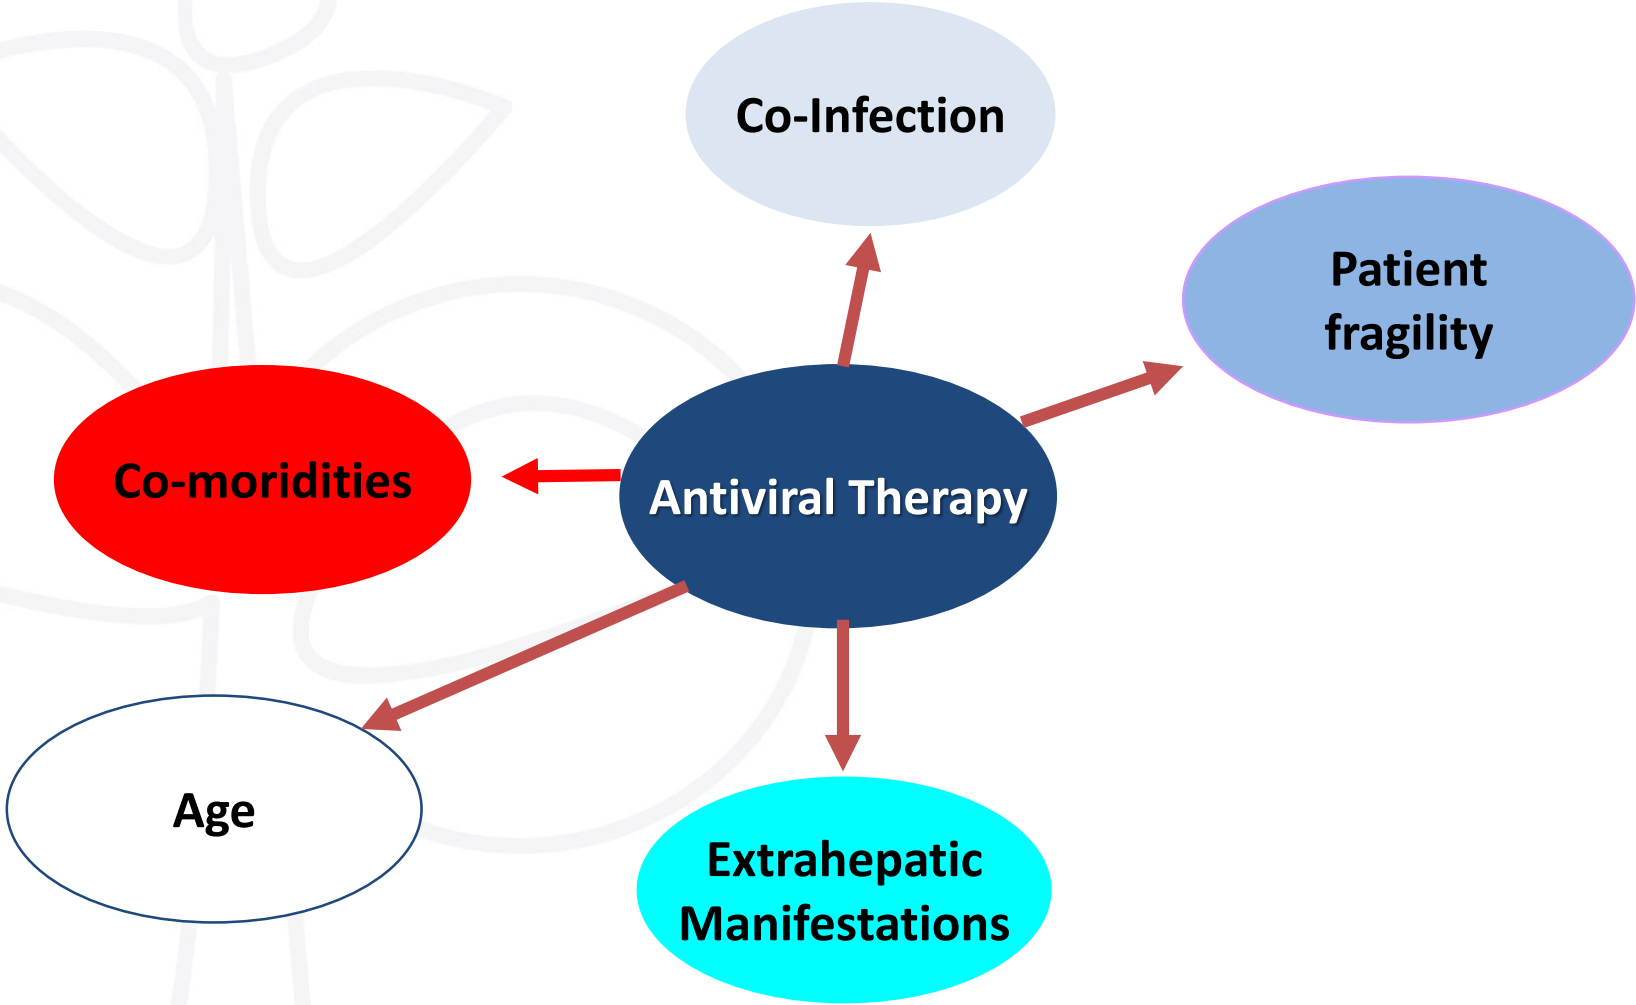 Co-Infection
Patient
fragility
Co-moridities
Antiviral Therapy
Age
Extrahepatic
Manifestations